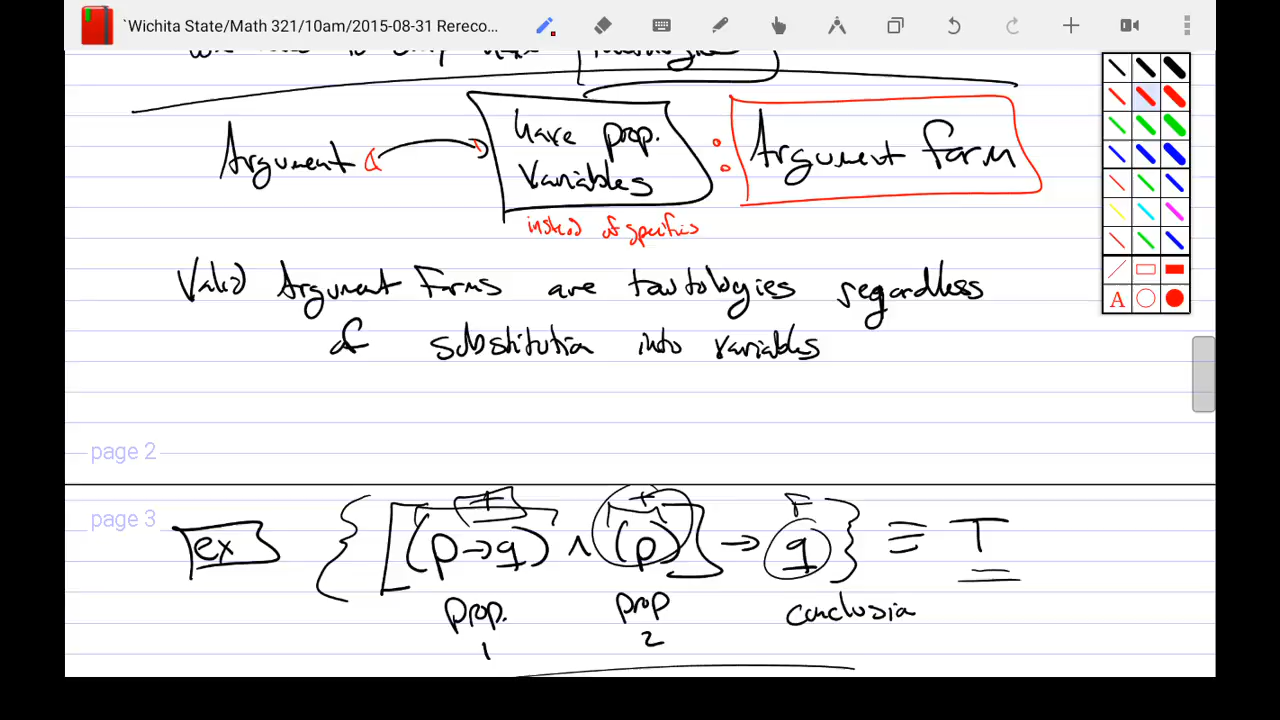 `Wichita State/Math 321/10am/2015-08-31 Rereco...
Argument
have prop.
variables
: Argument form
instead of specifics
Valid Argument Forms are tautologies regardless
of substitution into variables
page 2
page 3
T T F
ex { [ (p→q) ∧ (p) ] → q } ≡ T
prop. 1
prop 2
conclusion
A